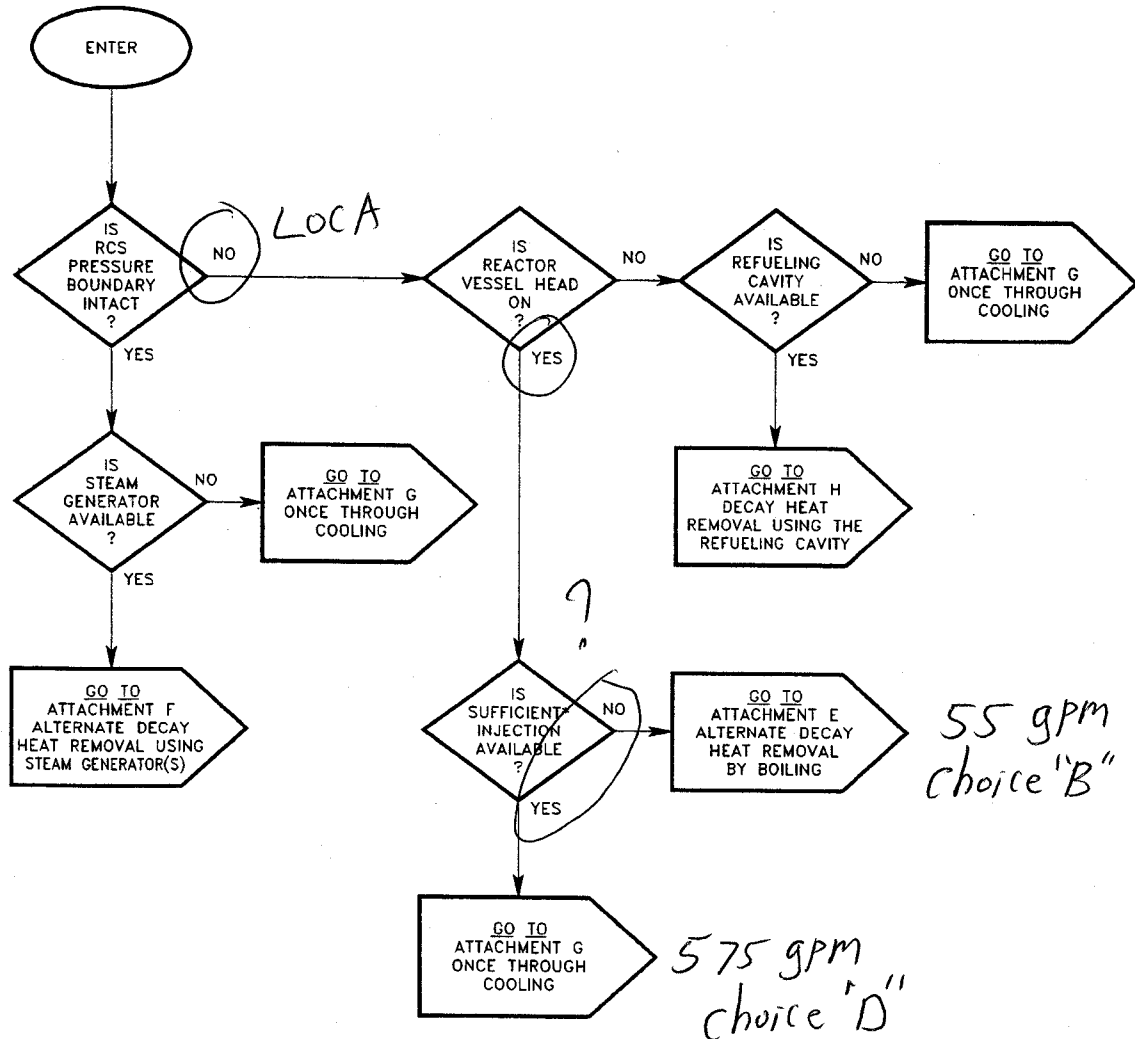 ENTER
IS
RCS
PRESSURE
BOUNDARY
INTACT
?
NO
LOCA
YES
IS
REACTOR
VESSEL HEAD
ON
?
NO
YES
IS
REFUELING
CAVITY
AVAILABLE
?
NO
YES
GO TO
ATTACHMENT G
ONCE THROUGH
COOLING
IS
STEAM
GENERATOR
AVAILABLE
?
NO
YES
GO TO
ATTACHMENT G
ONCE THROUGH
COOLING
GO TO
ATTACHMENT H
DECAY HEAT
REMOVAL USING THE
REFUELING CAVITY
GO TO
ATTACHMENT F
ALTERNATE DECAY
HEAT REMOVAL USING
STEAM GENERATOR(S)
?
IS
SUFFICIENT*
INJECTION
AVAILABLE
?
NO
YES
GO TO
ATTACHMENT E
ALTERNATE DECAY
HEAT REMOVAL
BY BOILING
55 gpm
choice "B"
GO TO
ATTACHMENT G
ONCE THROUGH
COOLING
575 gpm
choice "D"